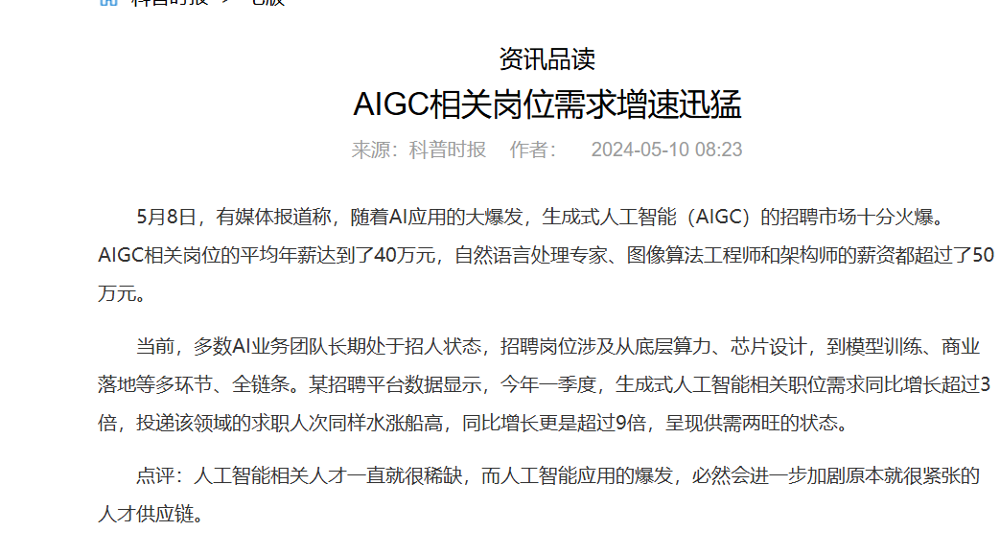 科普时报 > 电版
资讯品读
AIGC相关岗位需求增速迅猛
来源：科普时报 作者： 2024-05-10 08:23
5月8日，有媒体报道称，随着AI应用的大爆发，生成式人工智能（AIGC）的招聘市场十分火爆。
AIGC相关岗位的平均年薪达到了40万元，自然语言处理专家、图像算法工程师和架构师的薪资都超过了50
万元。
当前，多数AI业务团队长期处于招人状态，招聘岗位涉及从底层算力、芯片设计，到模型训练、商业
落地等多环节、全链条。某招聘平台数据显示，今年一季度，生成式人工智能相关职位需求同比增长超过3
倍，投递该领域的求职人次同样水涨船高，同比增长更是超过9倍，呈现供需两旺的状态。
点评：人工智能相关人才一直就很稀缺，而人工智能应用的爆发，必然会进一步加剧原本就很紧张的
人才供应链。